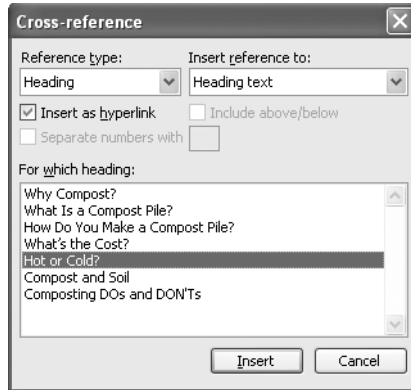 Cross-reference
Reference type: Insert reference to:
Heading Heading text
Insert as hyperlink Include above/below
Separate numbers with
For which heading:
Why Compost?
What Is a Compost Pile?
How Do You Make a Compost Pile?
What's the Cost?
Hot or Cold?
Compost and Soil
Composting DOs and DON'Ts
Insert Cancel